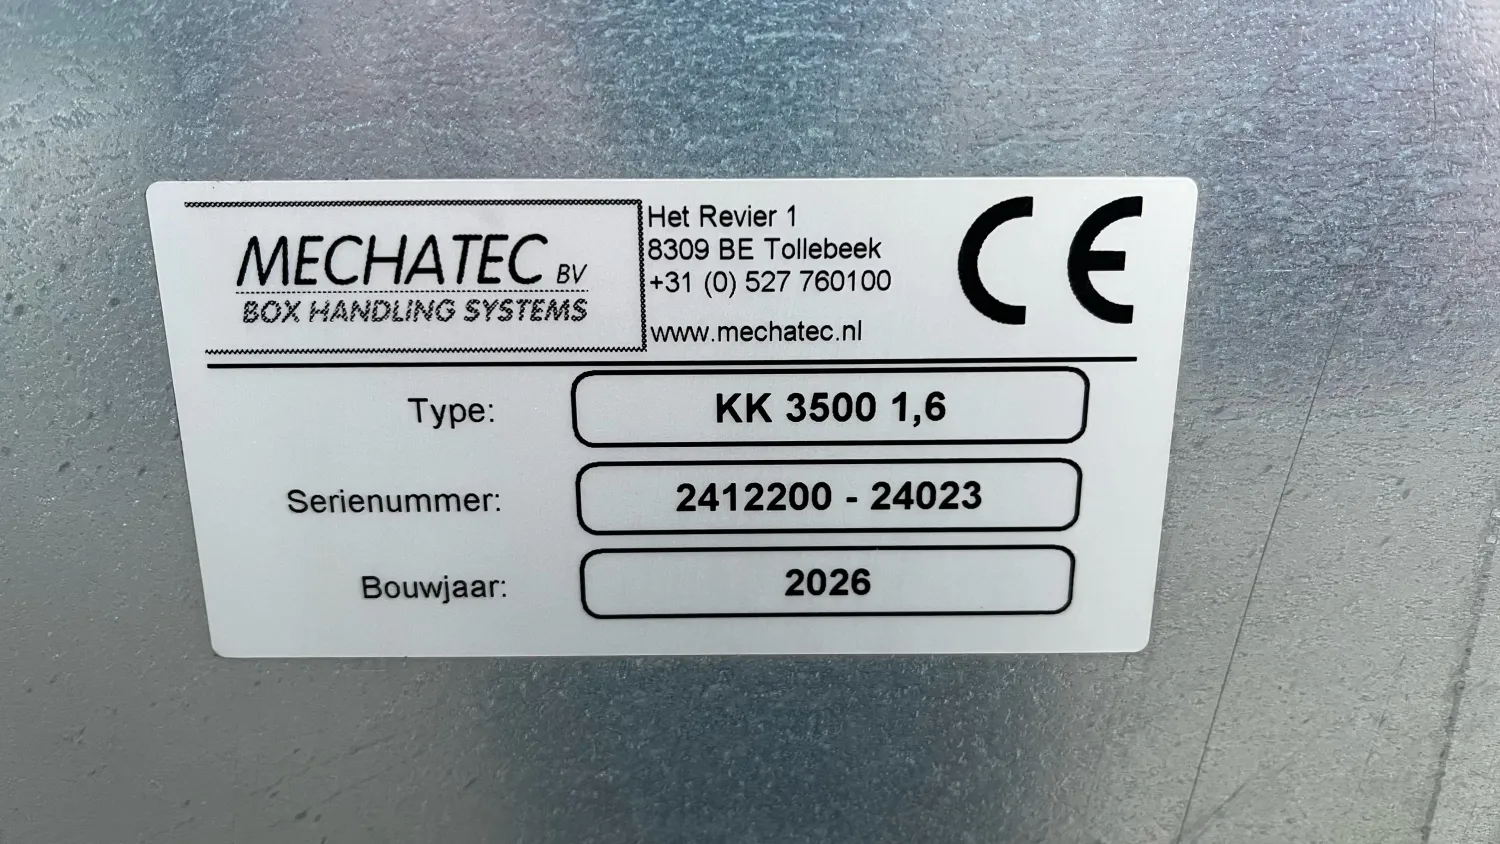 MECHATEC BV
BOX HANDLING SYSTEMS
Het Revier 1
8309 BE Tollebeek
+31 (0) 527 760100
www.mechatec.nl
CE
Type: KK 3500 1,6
Serienummer: 2412200 - 24023
Bouwjaar: 2026